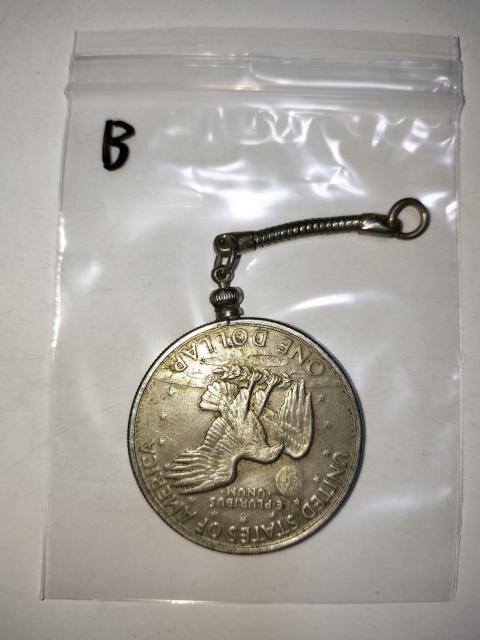 B
UNITED STATES OF AMERICA
E·PLURIBUS
·UNUM·
ONE DOLLAR